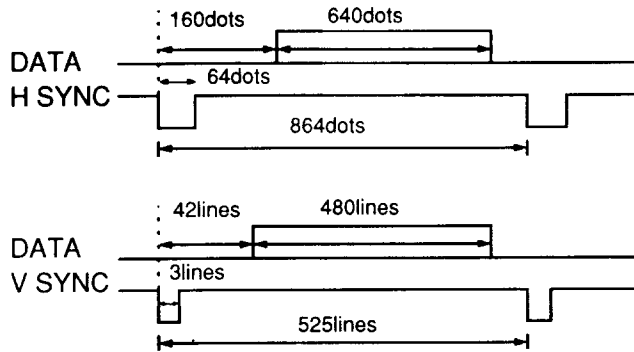 160dots
640dots
DATA
64dots
H SYNC
864dots
42lines
480lines
DATA
3lines
V SYNC
525lines